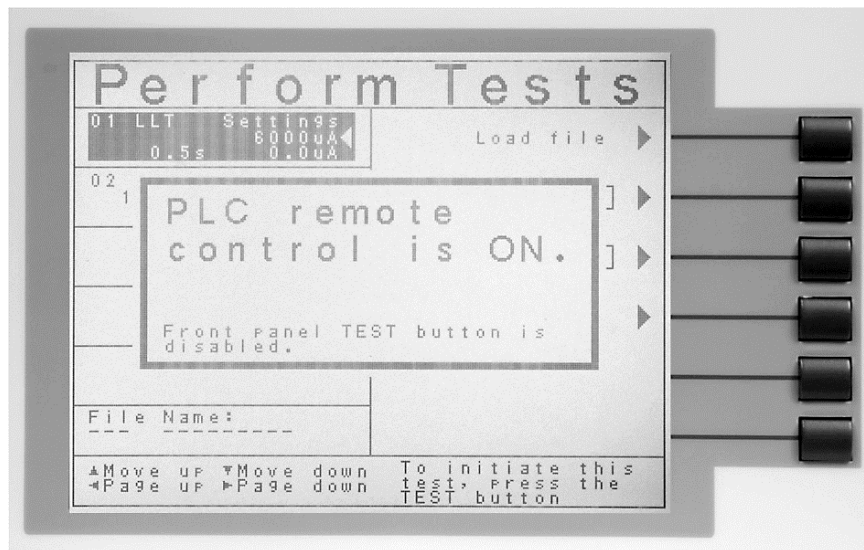 Perform Tests
01 LLT Settings
6000uA
0.5s 0.0uA
Load file
02
1
]
]
PLC remote
control is ON.
Front panel TEST button is
disabled.
File Name:
▲Move up ▼Move down
◄Page up ►Page down
To initiate this
test, press the
TEST button